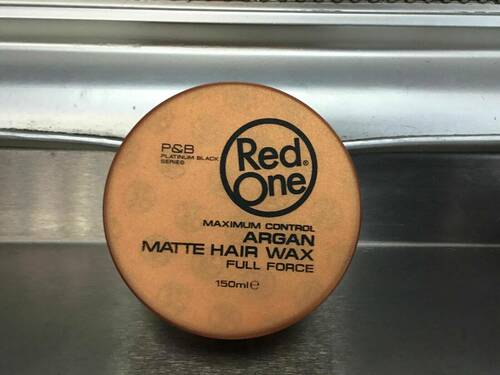 P&B
PLATINUM BLACK
SERIES
Red®
One
MAXIMUM CONTROL
ARGAN
MATTE HAIR WAX
FULL FORCE
150ml e